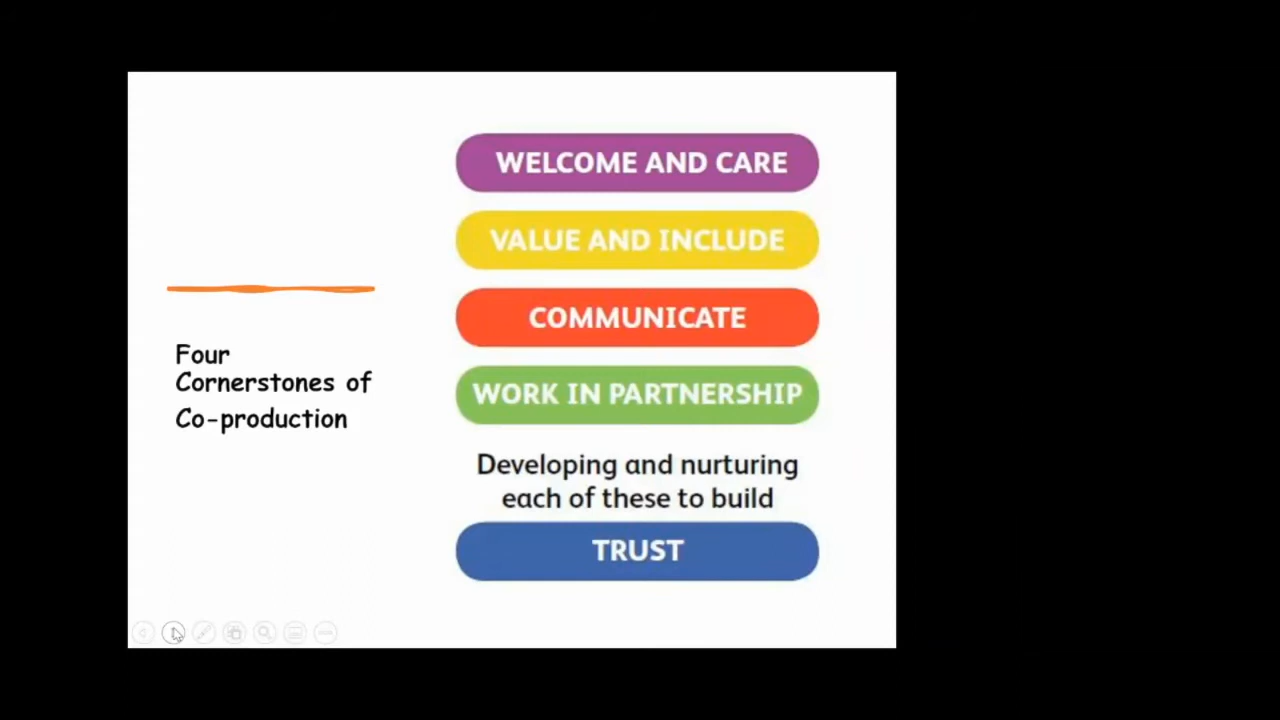 Four
Cornerstones of
Co-production
WELCOME AND CARE
VALUE AND INCLUDE
COMMUNICATE
WORK IN PARTNERSHIP
Developing and nurturing
each of these to build
TRUST